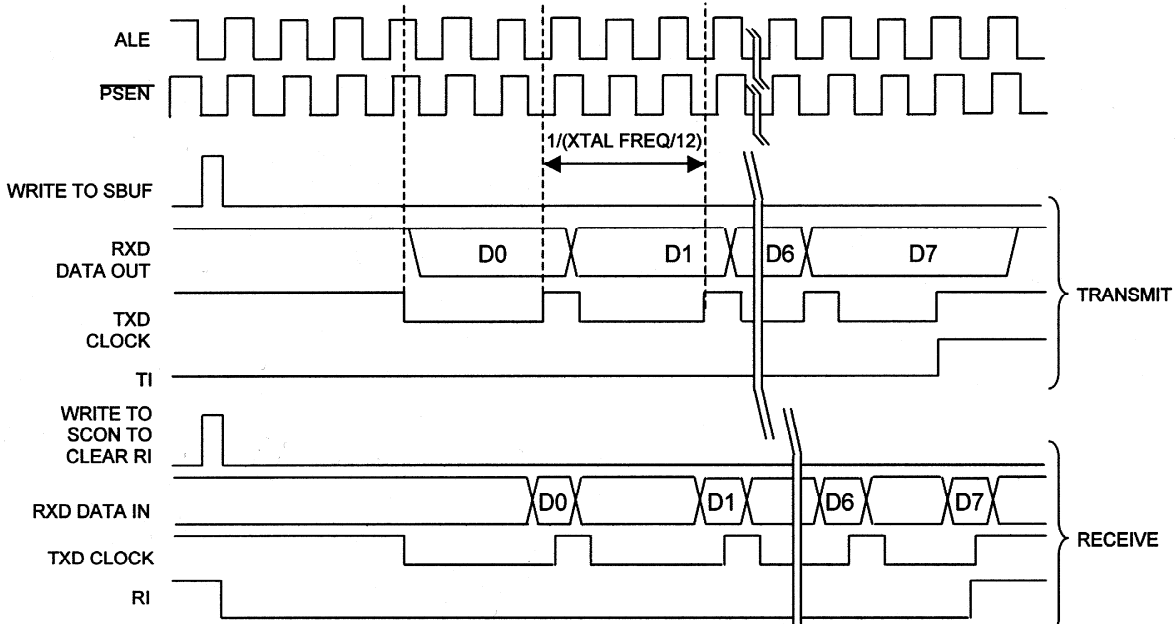 ALE
PSEN
1/(XTAL FREQ/12)
WRITE TO SBUF
RXD
DATA OUT
D0
D1
D6
D7
TXD
CLOCK
TRANSMIT
TI
WRITE TO
SCON TO
CLEAR RI
RXD DATA IN
D0
D1
D6
D7
TXD CLOCK
RECEIVE
RI